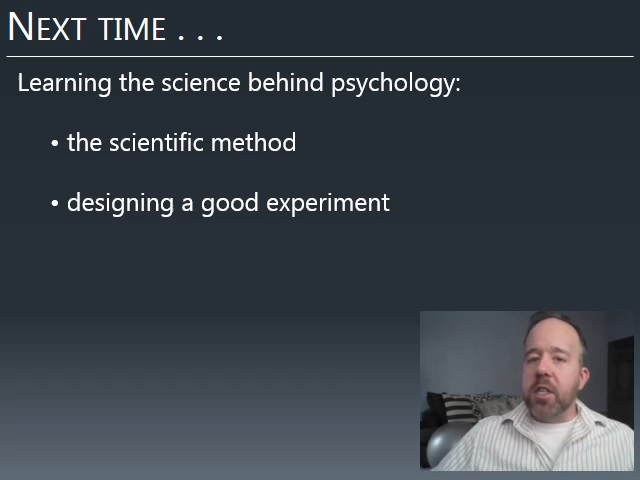 NEXT TIME . . .
Learning the science behind psychology:
• the scientific method
• designing a good experiment